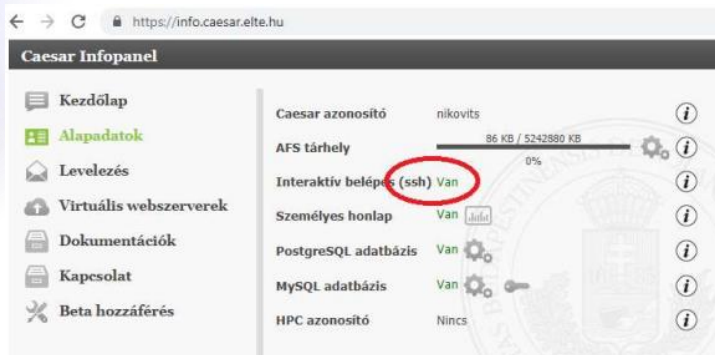 https://info.caesar.elte.hu
Caesar Infopanel
Kezdőlap
Alapadatok
Levelezés
Virtuális webszerverek
Dokumentációk
Kapcsolat
Beta hozzáférés
Caesar azonosító nikovits
AFS tárhely 86 KB / 5242880 KB
0%
Interaktív belépés (ssh) Van
Személyes honlap Van
PostgreSQL adatbázis Van
MySQL adatbázis Van
HPC azonosító Nincs